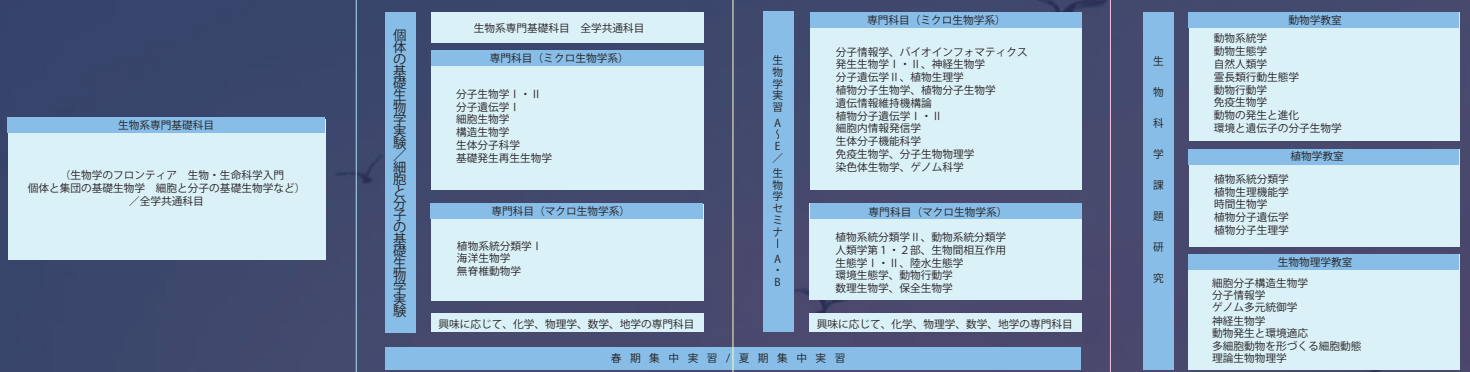 生物系専門基礎科目
（生物学のフロンティア　生物・生命科学入門
個体と集団の基礎生物学　細胞と分子の基礎生物学など）
／全学共通科目
個体の基礎生物学実験／細胞と分子の基礎生物学実験
生物系専門基礎科目　全学共通科目
専門科目（ミクロ生物学系）
分子生物学Ⅰ・Ⅱ
分子遺伝学Ⅰ
細胞生物学
構造生物学
生体分子科学
基礎発生再生生物学
専門科目（マクロ生物学系）
植物系統分類学Ⅰ
海洋生物学
無脊椎動物学
興味に応じて、化学、物理学、数学、地学の専門科目
生物学実習 A～E／生物学セミナー A・B
専門科目（ミクロ生物学系）
分子情報学、バイオインフォマティクス
発生生物学Ⅰ・Ⅱ、神経生物学
分子遺伝学Ⅱ、植物生理学
植物分子生物学、植物分子生物学
遺伝情報維持機構論
植物分子遺伝学Ⅰ・Ⅱ
細胞内情報発信学
生体分子機能科学
免疫生物学、分子生物物理学
染色体生物学、ゲノム科学
専門科目（マクロ生物学系）
植物系統分類学Ⅱ、動物系統分類学
人類学第１・２部、生物間相互作用
生態学Ⅰ・Ⅱ、陸水生態学
環境生態学、動物行動学
数理生物学、保全生物学
興味に応じて、化学、物理学、数学、地学の専門科目
春期集中実習/夏期集中実習
生物科学課題研究
動物学教室
動物系統学
動物生態学
自然人類学
霊長類行動生態学
動物行動学
免疫生物学
動物の発生と進化
環境と遺伝子の分子生物学
植物学教室
植物系統分類学
植物生理機能学
時間生物学
植物分子遺伝学
植物分子生理学
生物物理学教室
細胞分子構造生物学
分子情報学
ゲノム多元統御学
神経生物学
動物発生と環境適応
多細胞動物を形づくる細胞動態
理論生物物理学